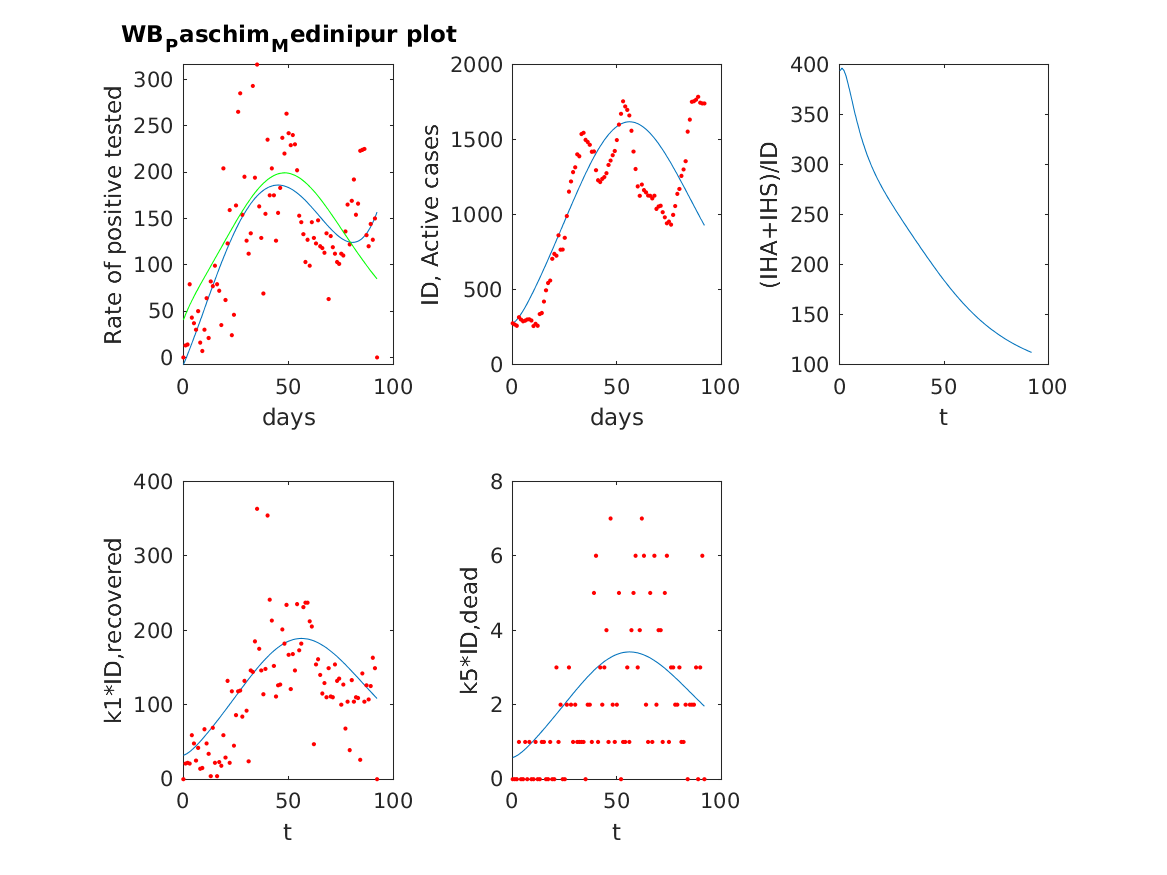 WB_Paschim_Medinipur plot
Rate of positive tested
300
250
200
150
100
50
0
0 50 100
days
ID, Active cases
2000
1500
1000
500
0
0 50 100
days
(IHA+IHS)/ID
400
350
300
250
200
150
100
0 50 100
t
k1*ID,recovered
400
300
200
100
0
0 50 100
t
k5*ID,dead
8
6
4
2
0
0 50 100
t